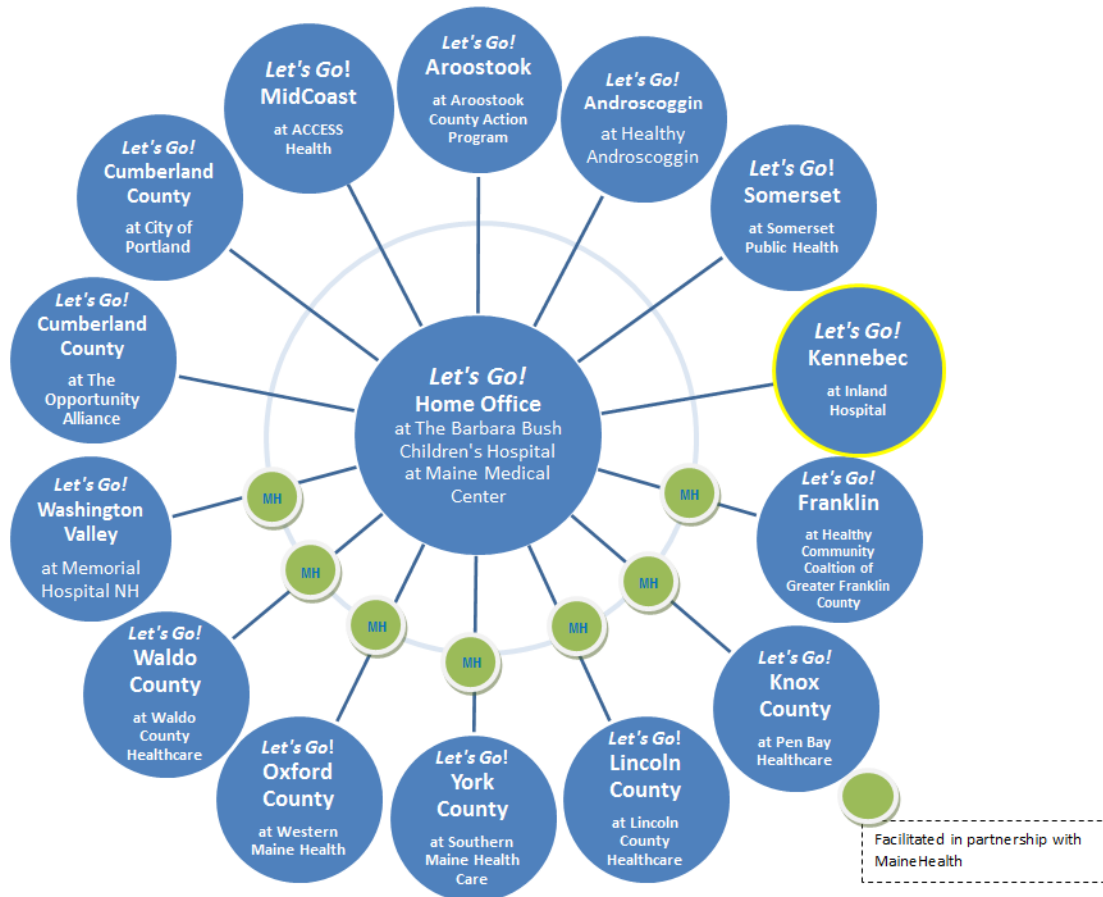 Let's Go!
Aroostook
at Aroostook
County Action
Program
Let's Go!
Androscoggin
at Healthy
Androscoggin
Let's Go!
Somerset
at Somerset
Public Health
Let's Go!
Kennebec
at Inland
Hospital
Let's Go!
Franklin
at Healthy
Community
Coaltion of
Greater Franklin
County
Let's Go!
Knox
County
at Pen Bay
Healthcare
Let's Go!
Lincoln
County
at Lincoln
County
Healthcare
Let's Go!
York
County
at Southern
Maine Health
Care
Let's Go!
Oxford
County
at Western
Maine Health
Let's Go!
Waldo
County
at Waldo
County
Healthcare
Let's Go!
Washington
Valley
at Memorial
Hospital NH
Let's Go!
Cumberland
County
at The
Opportunity
Alliance
Let's Go!
Cumberland
County
at City of
Portland
Let's Go!
MidCoast
at ACCESS
Health
Let's Go!
Home Office
at The Barbara Bush
Children's Hospital
at Maine Medical
Center
MH
MH
MH
MH
MH
MH
MH
Facilitated in partnership with
MaineHealth